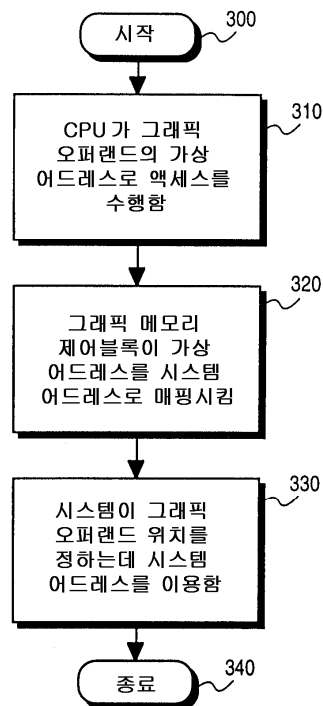 시작
300
310
CPU가 그래픽
오퍼랜드의 가상
어드레스로 액세스를
수행함
320
그래픽 메모리
제어블록이 가상
어드레스를 시스템
어드레스로 매핑시킴
330
시스템이 그래픽
오퍼랜드 위치를
정하는데 시스템
어드레스를 이용함
종료
340